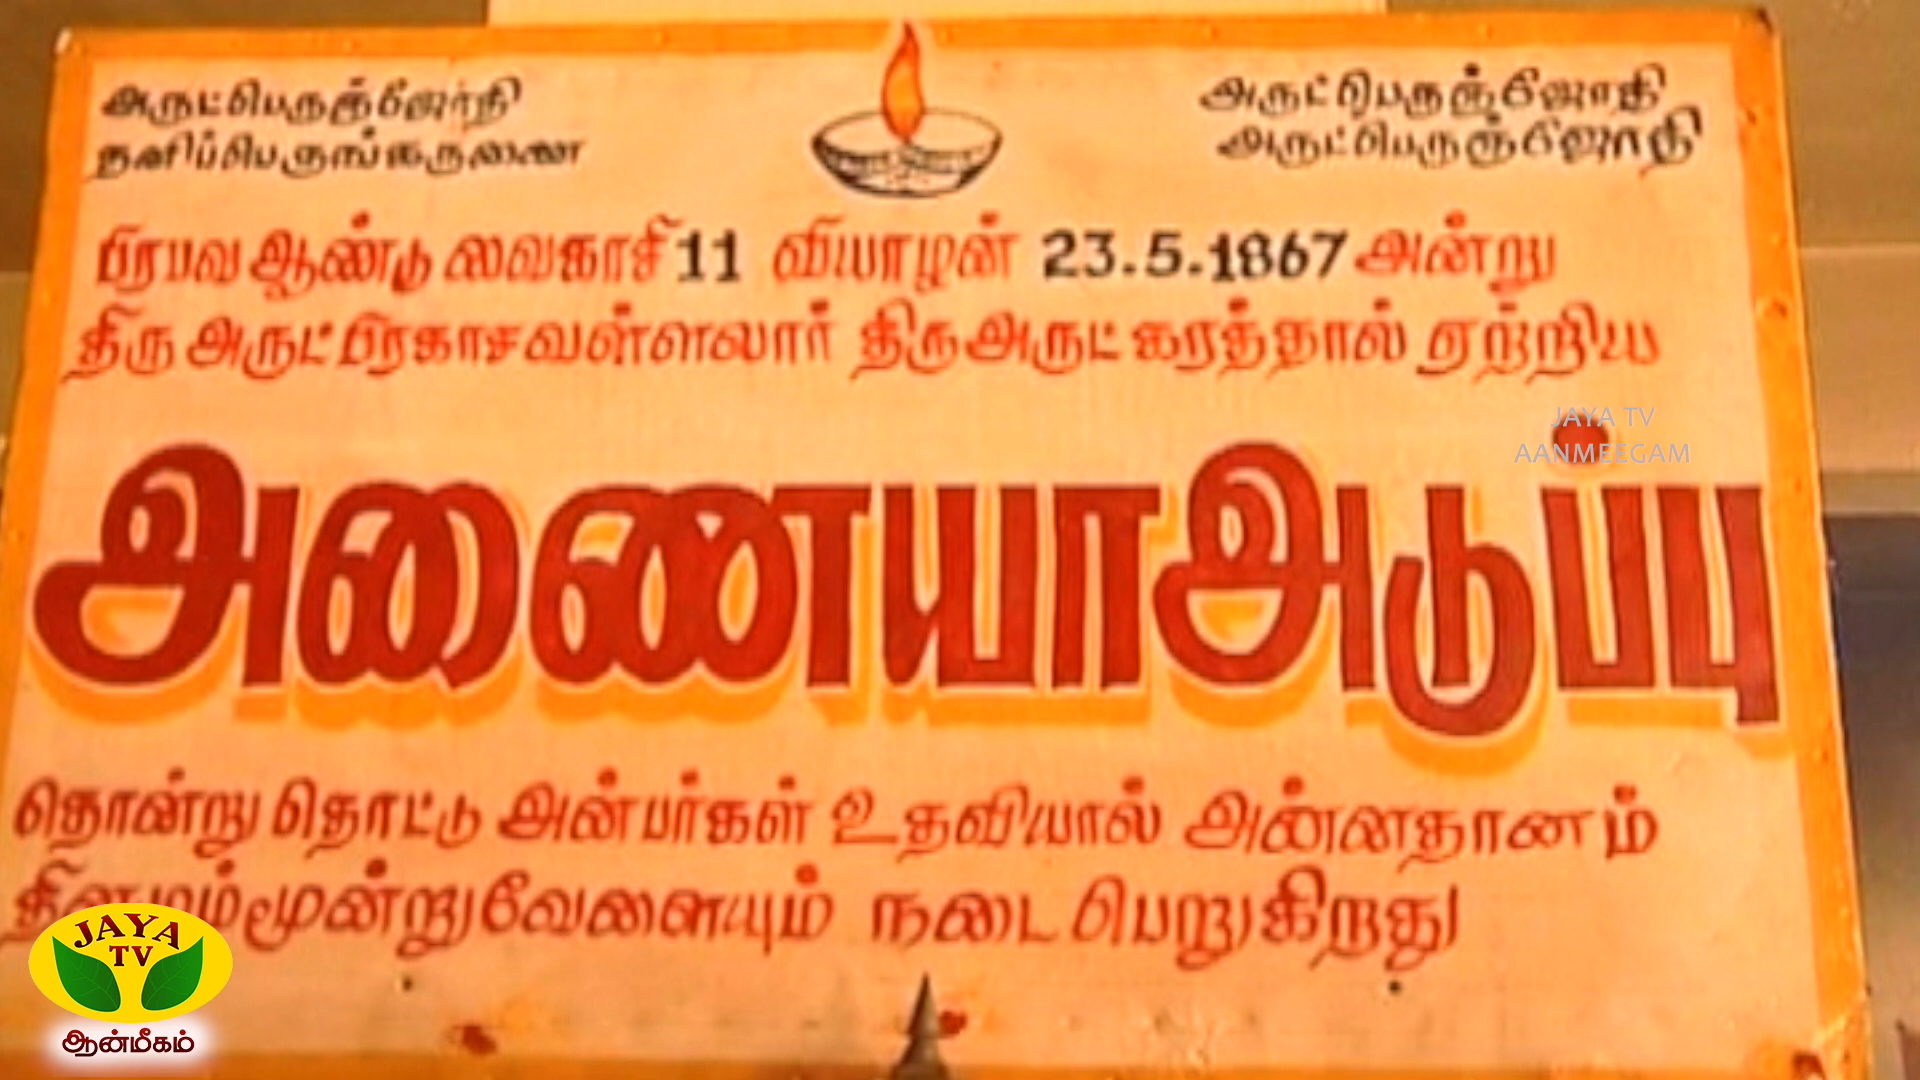 அருட்பெருஞ்ஜோதி
தனிப்பெருங்கருணை
அருட்பெருஞ்ஜோதி
அருட்பெருஞ்ஜோதி
பிரபவ ஆண்டு வைகாசி 11 வியாழன் 23.5.1867 அன்று
திரு அருட்பிரகாசவள்ளலார் திருஅருட்கரத்தால் ஏற்றிய
JAYA TV
AANMEEGAM
அணையாஅடுப்பு
தொன்று தொட்டு அன்பர்கள் உதவியால் அன்னதானம்
தினமும்மூன்றுவேளையும் நடைபெறுகிறது
JAYA
TV
ஆன்மீகம்